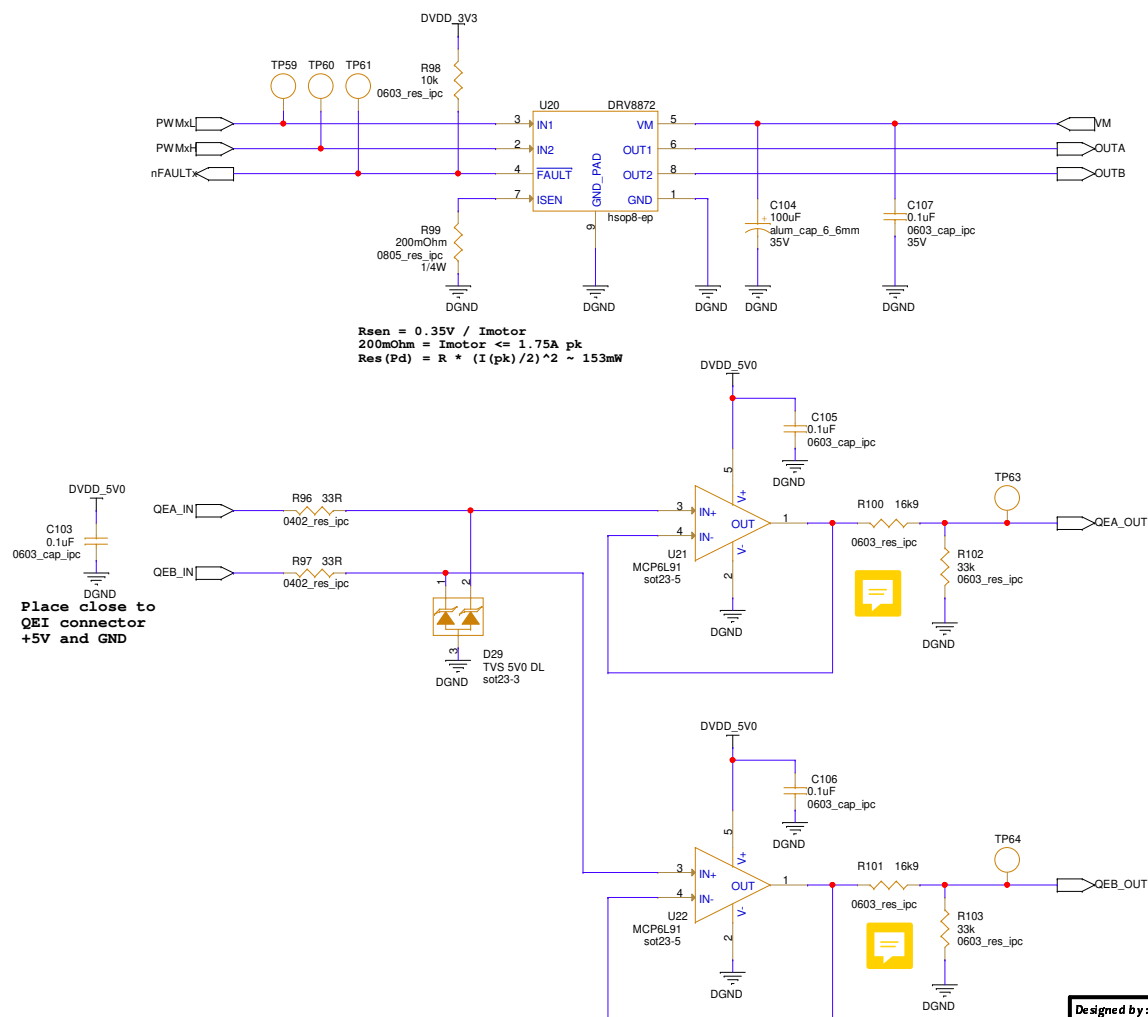 DVDD_3V3
TP59
TP60
TP61
R98
10k
0603_res_ipc
U20
DRV8872
PWMxL
3
IN1
VM
5
VM
PWMxH
2
IN2
OUT1
6
OUTA
nFAULTx
4
FAULT
OUT2
8
OUTB
7
ISEN
GND_PAD
GND
1
hsop8-ep
9
R99
200mOhm
0805_res_ipc
1/4W
C104
+
100uF
alum_cap_6_6mm
35V
C107
0.1uF
0603_cap_ipc
35V
DGND
DGND
DGND
DGND
DGND
Rsen = 0.35V / Imotor
200mOhm = Imotor <= 1.75A pk
Res(Pd) = R * (I(pk)/2)^2 ~ 153mW
DVDD_5V0
C105
0.1uF
0603_cap_ipc
DGND
5
DVDD_5V0
C103
0.1uF
0603_cap_ipc
DGND
Place close to
QEI connector
+5V and GND
QEA_IN
R96 33R
0402_res_ipc
QEB_IN
R97 33R
0402_res_ipc
1
2
3
DGND
D29
TVS 5V0 DL
sot23-3
3
IN+
4
IN-
V+
OUT
V-
1
U21
MCP6L91
sot23-5
2
DGND
R100 16k9
0603_res_ipc
TP63
QEA_OUT
R102
33k
0603_res_ipc
DGND
DVDD_5V0
C106
0.1uF
0603_cap_ipc
DGND
5
3
IN+
4
IN-
V+
OUT
V-
1
U22
MCP6L91
sot23-5
2
DGND
R101 16k9
0603_res_ipc
TP64
QEB_OUT
R103
33k
0603_res_ipc
DGND
Designed by: